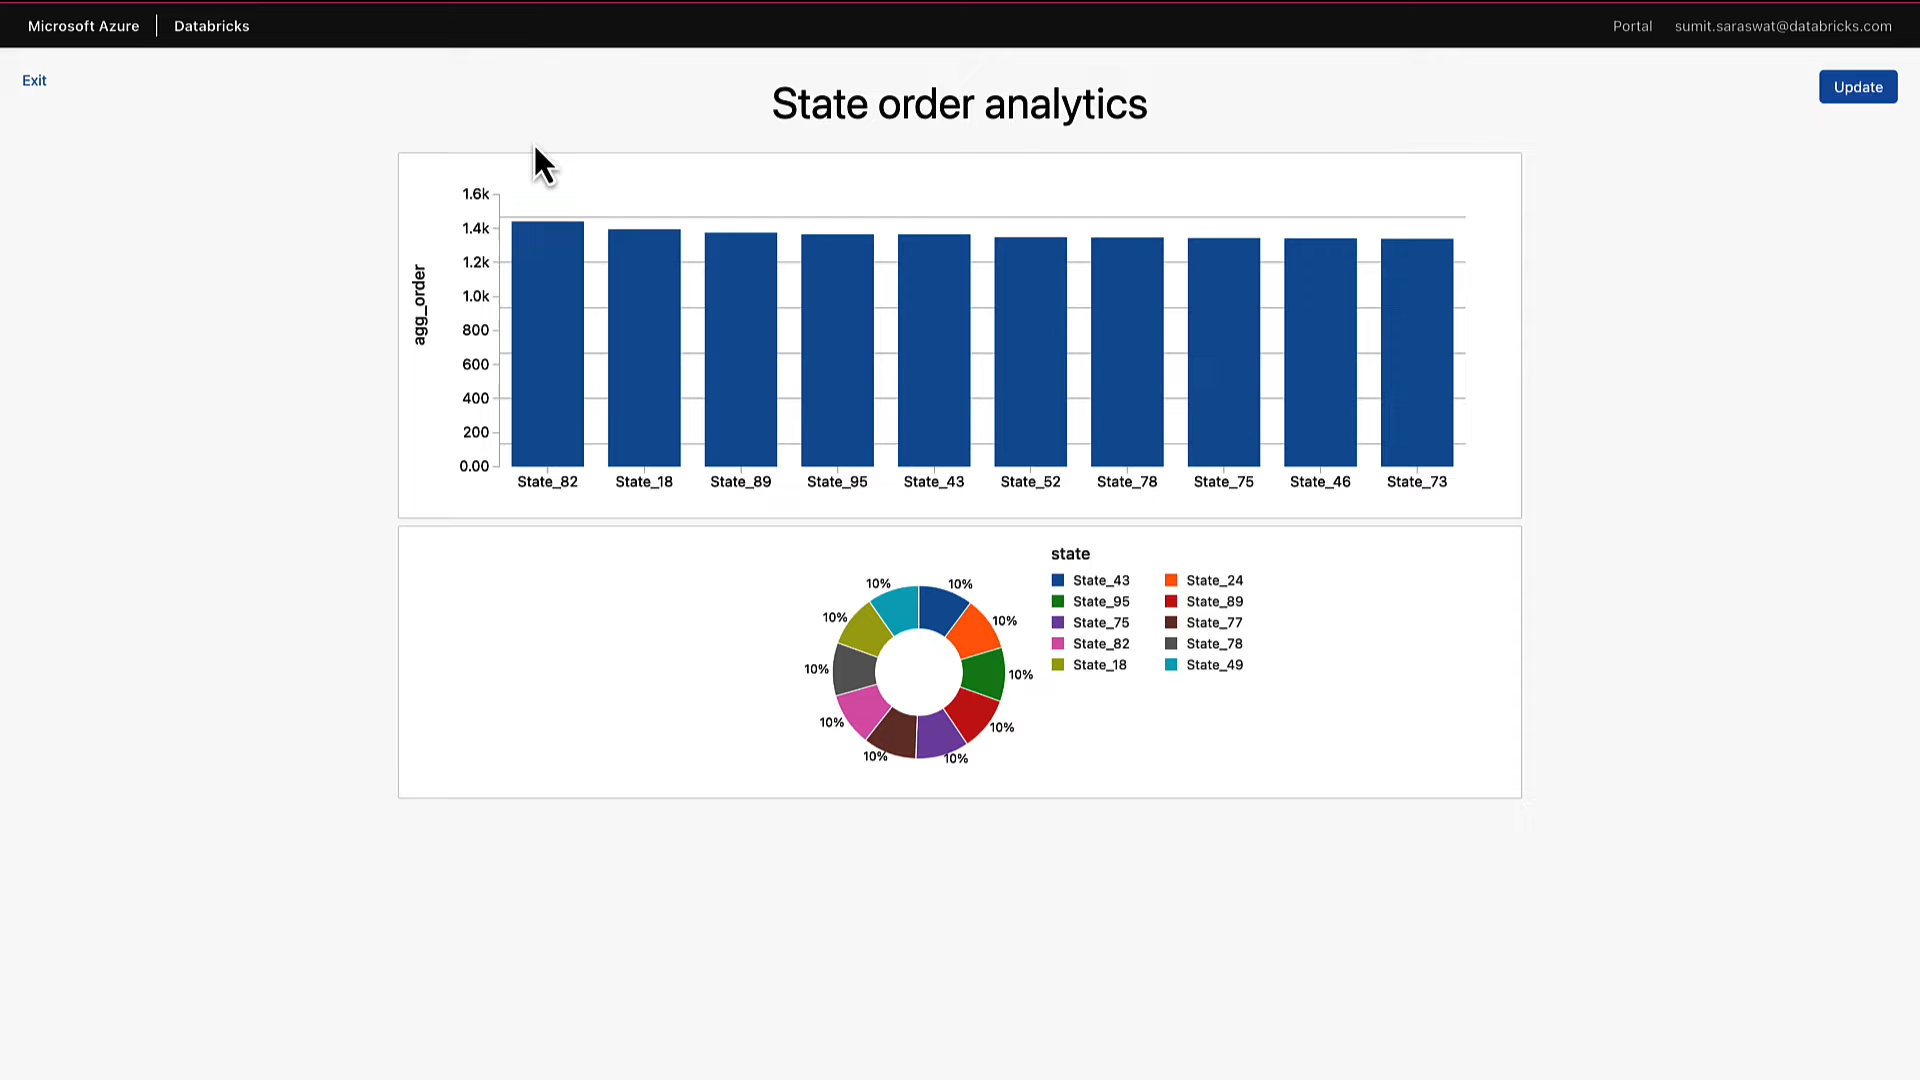 Microsoft Azure Databricks Portal sumit.saraswat@databricks.com
Exit
Update
State order analytics
agg_order
1.6k
1.4k
1.2k
1.0k
800
600
400
200
0.00
State_82 State_18 State_89 State_95 State_43 State_52 State_78 State_75 State_46 State_73
state
State_43 State_24
State_95 State_89
State_75 State_77
State_82 State_78
State_18 State_49
10% 10%
10% 10%
10% 10%
10% 10%
10% 10%